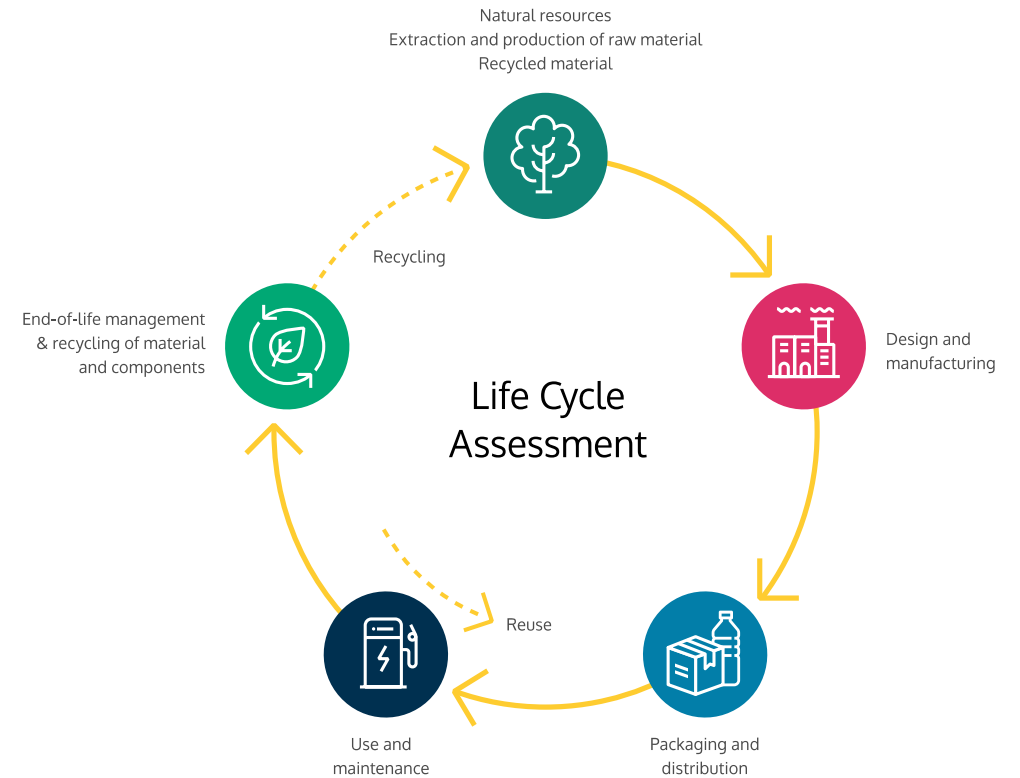 Natural resources
Extraction and production of raw material
Recycled material
Recycling
End-of-life management
& recycling of material
and components
Design and
manufacturing
Life Cycle
Assessment
Reuse
Use and
maintenance
Packaging and
distribution